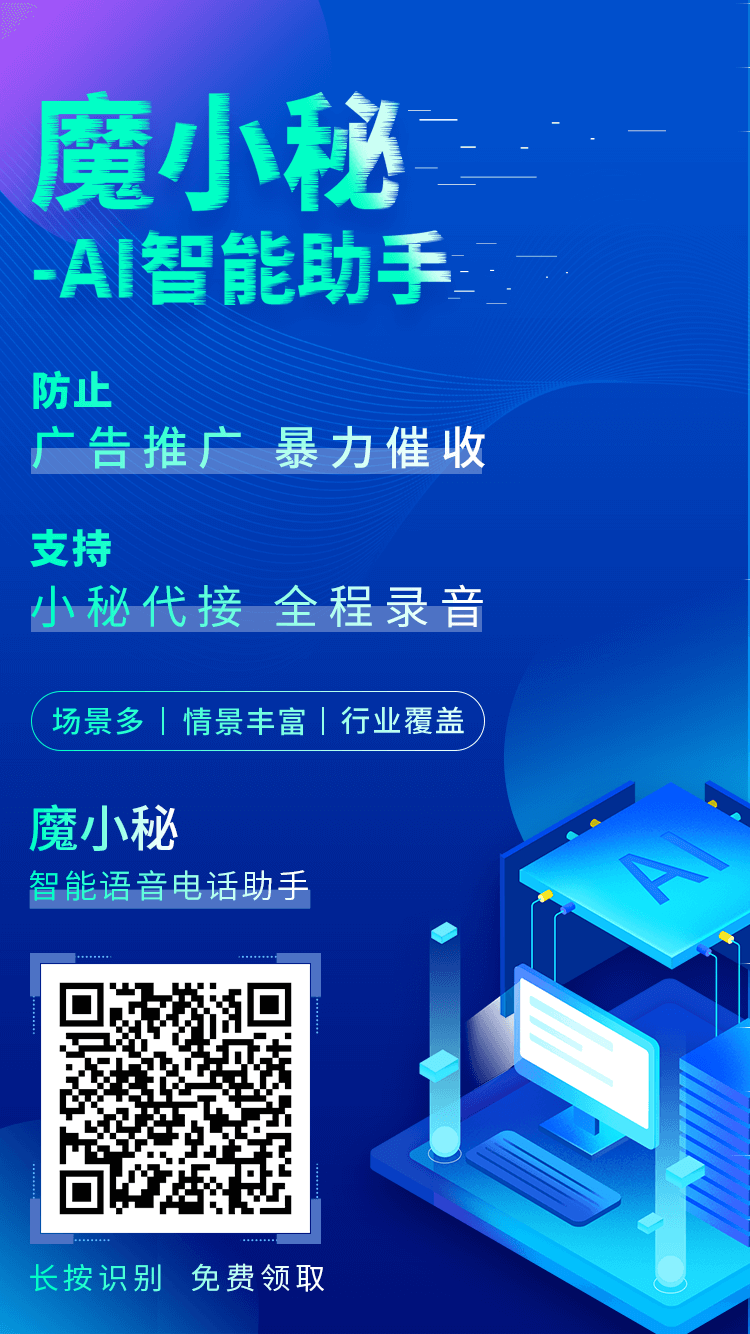 魔小秘
-AI智能助手
防止
广告推广 暴力催收
支持
小秘代接 全程录音
场景多｜情景丰富｜行业覆盖
魔小秘
智能语音电话助手
AI
长按识别 免费领取